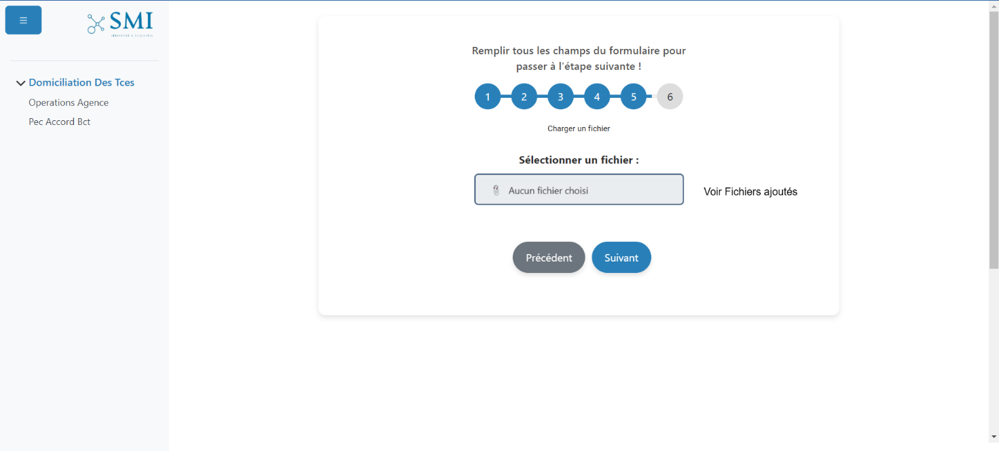 SMI
Domiciliation Des Tces
Operations Agence
Pec Accord Bct
Remplir tous les champs du formulaire pour
passer à l'étape suivante !
1 2 3 4 5 6
Charger un fichier
Sélectionner un fichier :
Aucun fichier choisi
Voir Fichiers ajoutés
Précédent Suivant